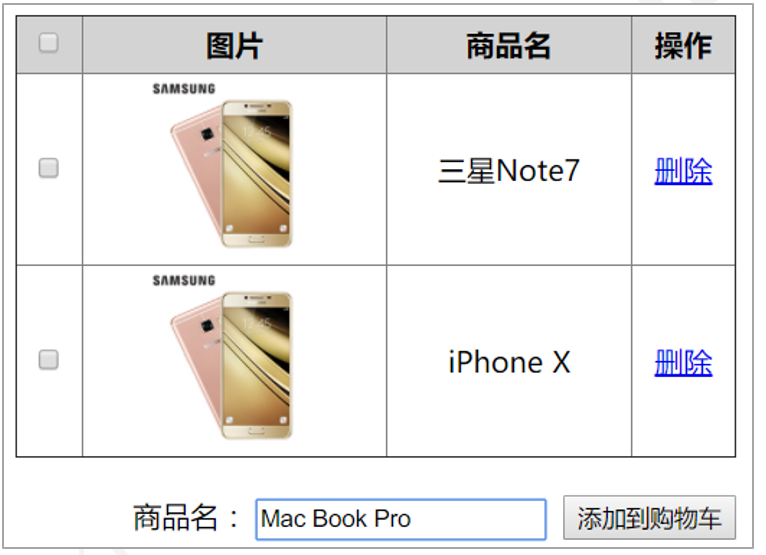 图片 商品名 操作
SAMSUNG
三星Note7 删除
SAMSUNG
iPhone X 删除
商品名： Mac Book Pro 添加到购物车